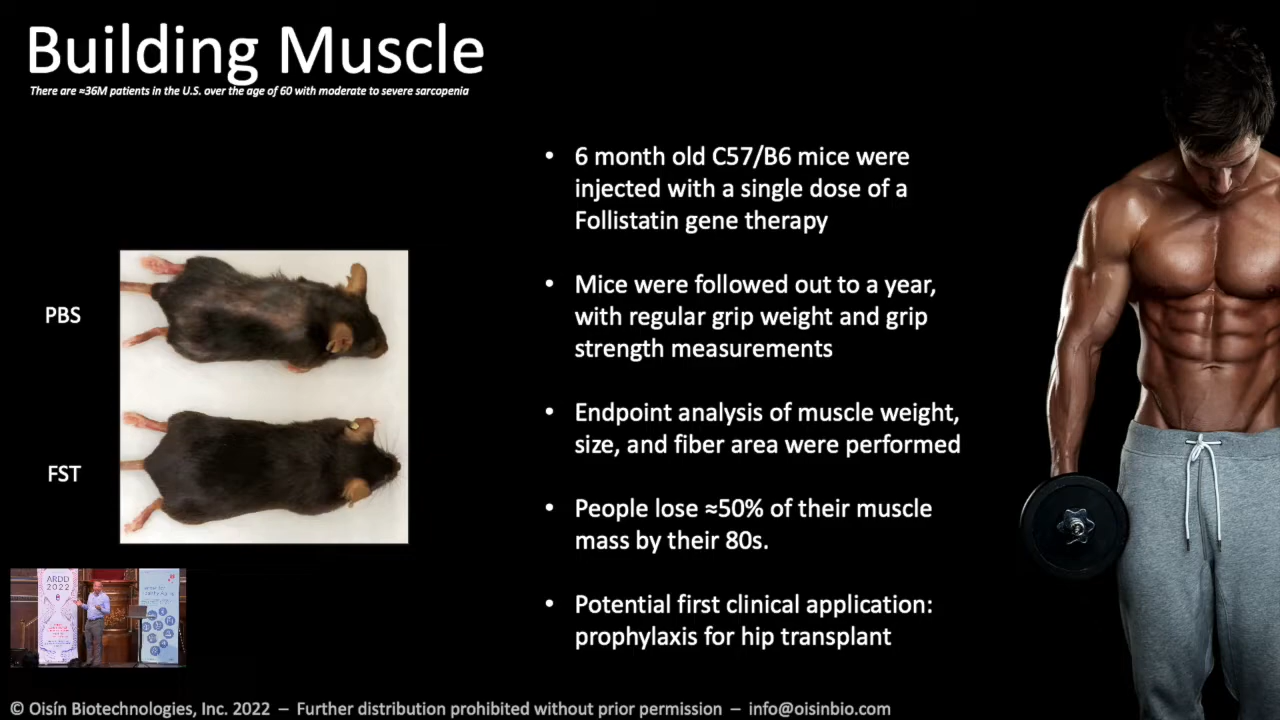 Building Muscle
There are ≈36M patients in the U.S. over the age of 60 with moderate to severe sarcopenia
• 6 month old C57/B6 mice were
injected with a single dose of a
Follistatin gene therapy
• Mice were followed out to a year,
with regular grip weight and grip
strength measurements
• Endpoint analysis of muscle weight,
size, and fiber area were performed
• People lose ≈50% of their muscle
mass by their 80s.
• Potential first clinical application:
prophylaxis for hip transplant
PBS
FST
ARDD
2022
© Oisín Biotechnologies, Inc. 2022 – Further distribution prohibited without prior permission – info@oisinbio.com